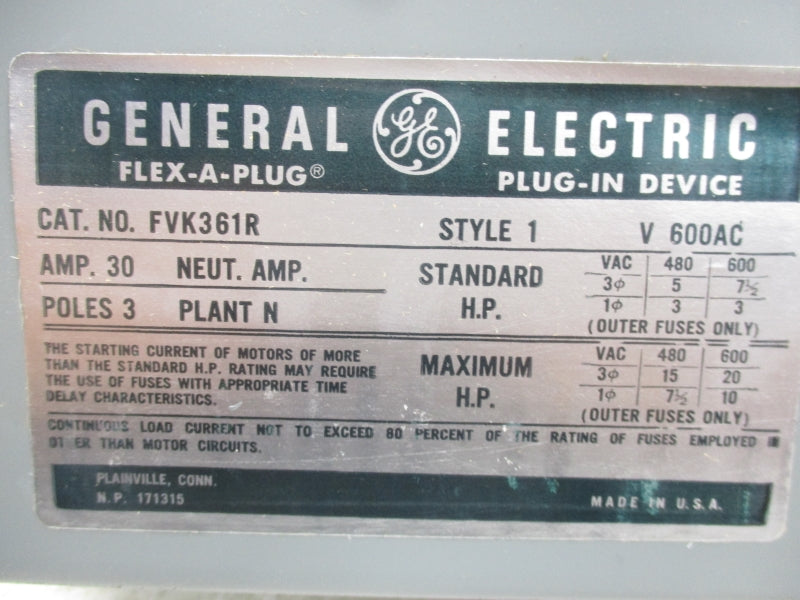 GENERAL GE ELECTRIC
FLEX-A-PLUG® PLUG-IN DEVICE
CAT. NO. FVK361R STYLE 1 V 600AC
AMP. 30 NEUT. AMP.
POLES 3 PLANT N
STANDARD H.P.
VAC 480 600
3φ 5 7½
1φ 3 3
(OUTER FUSES ONLY)
THE STARTING CURRENT OF MOTORS OF MORE
THAN THE STANDARD H.P. RATING MAY REQUIRE
THE USE OF FUSES WITH APPROPRIATE TIME
DELAY CHARACTERISTICS.
MAXIMUM H.P.
VAC 480 600
3φ 15 20
1φ 7½ 10
(OUTER FUSES ONLY)
CONTINUOUS LOAD CURRENT NOT TO EXCEED 80 PERCENT OF THE RATING OF FUSES EMPLOYED IN
OTHER THAN MOTOR CIRCUITS.
PLAINVILLE, CONN.
N.P. 171315 MADE IN U.S.A.